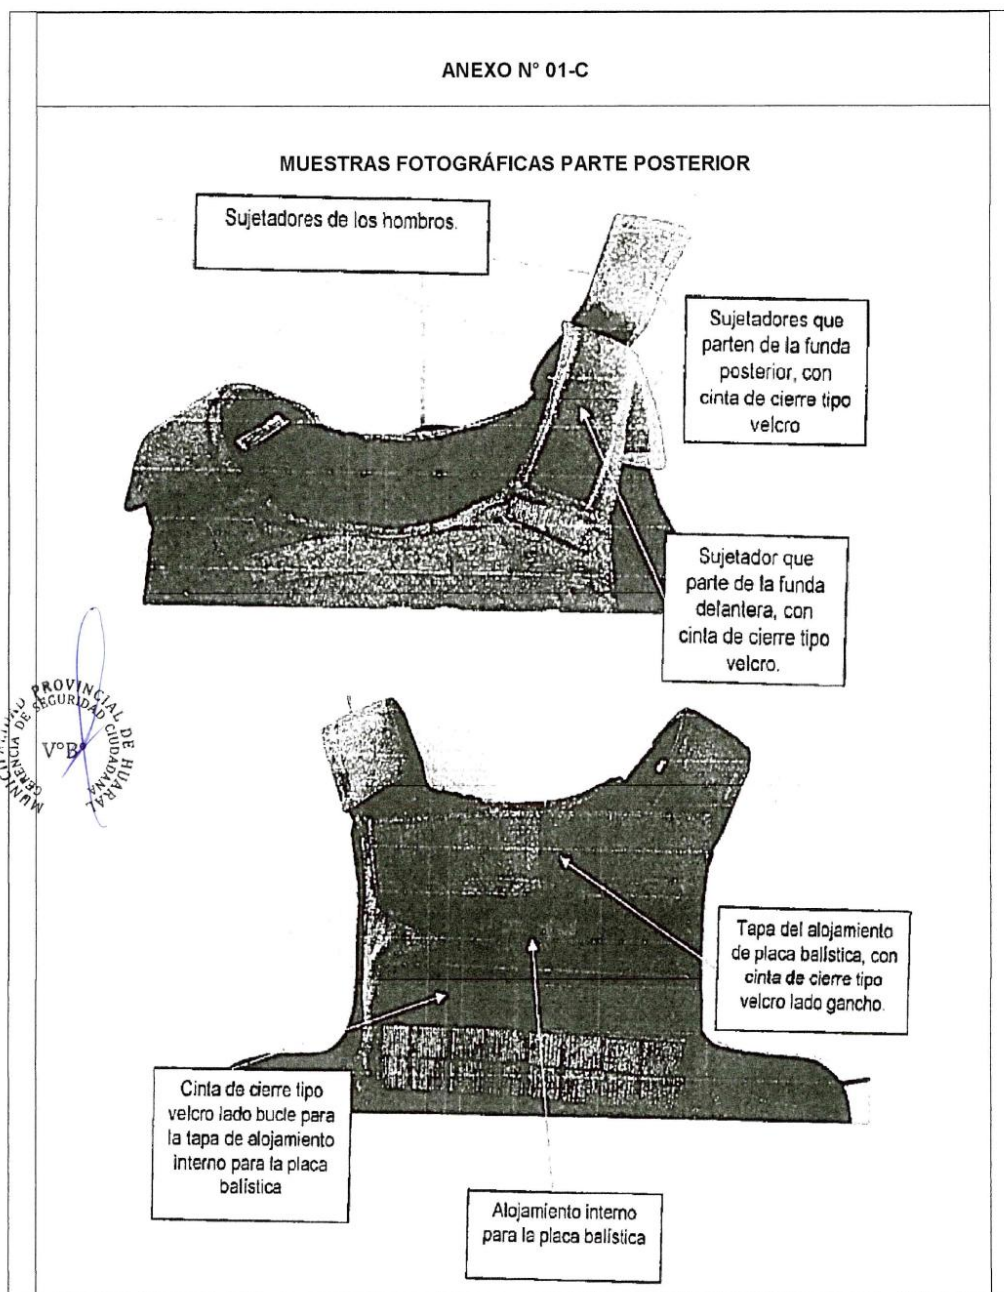 ANEXO N° 01-C
MUESTRAS FOTOGRÁFICAS PARTE POSTERIOR
Sujetadores de los hombros.
Sujetadores que
parten de la funda
posterior, con
cinta de cierre tipo
velcro
Sujetador que
parte de la funda
delantera, con
cinta de cierre tipo
velcro.
PROVINCIAL DE HUARAL
GERENCIA DE SEGURIDAD CIUDADANA
V°B°
Tapa del alojamiento
de placa balística, con
cinta de cierre tipo
velcro lado gancho.
Cinta de cierre tipo
velcro lado bucle para
la tapa de alojamiento
interno para la placa
balística
Alojamiento interno
para la placa balística